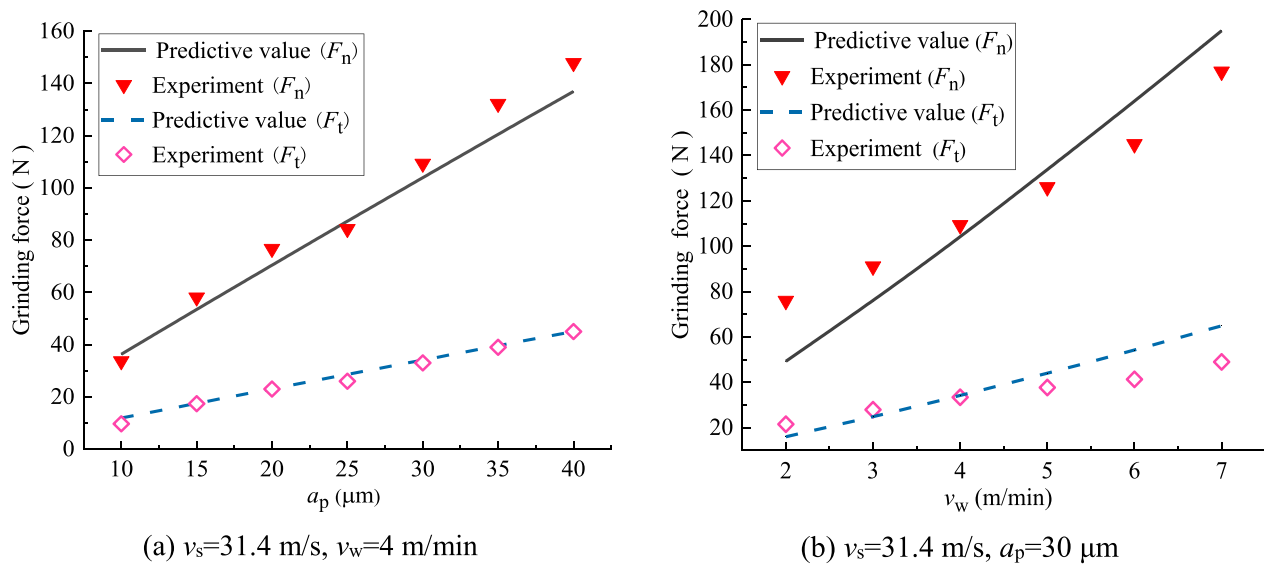 160
140
120
100
80
60
40
20
0
Grinding force ( N)
Predictive value (Fn)
Experiment (Fn)
Predictive value (Ft)
Experiment (Ft)
10 15 20 25 30 35 40
ap (μm)
(a) vs=31.4 m/s, vw=4 m/min
200
180
160
140
120
100
80
60
40
20
Grinding force ( N)
Predictive value (Fn)
Experiment (Fn)
Predictive value (Ft)
Experiment (Ft)
2 3 4 5 6 7
vw (m/min)
(b) vs=31.4 m/s, ap=30 μm